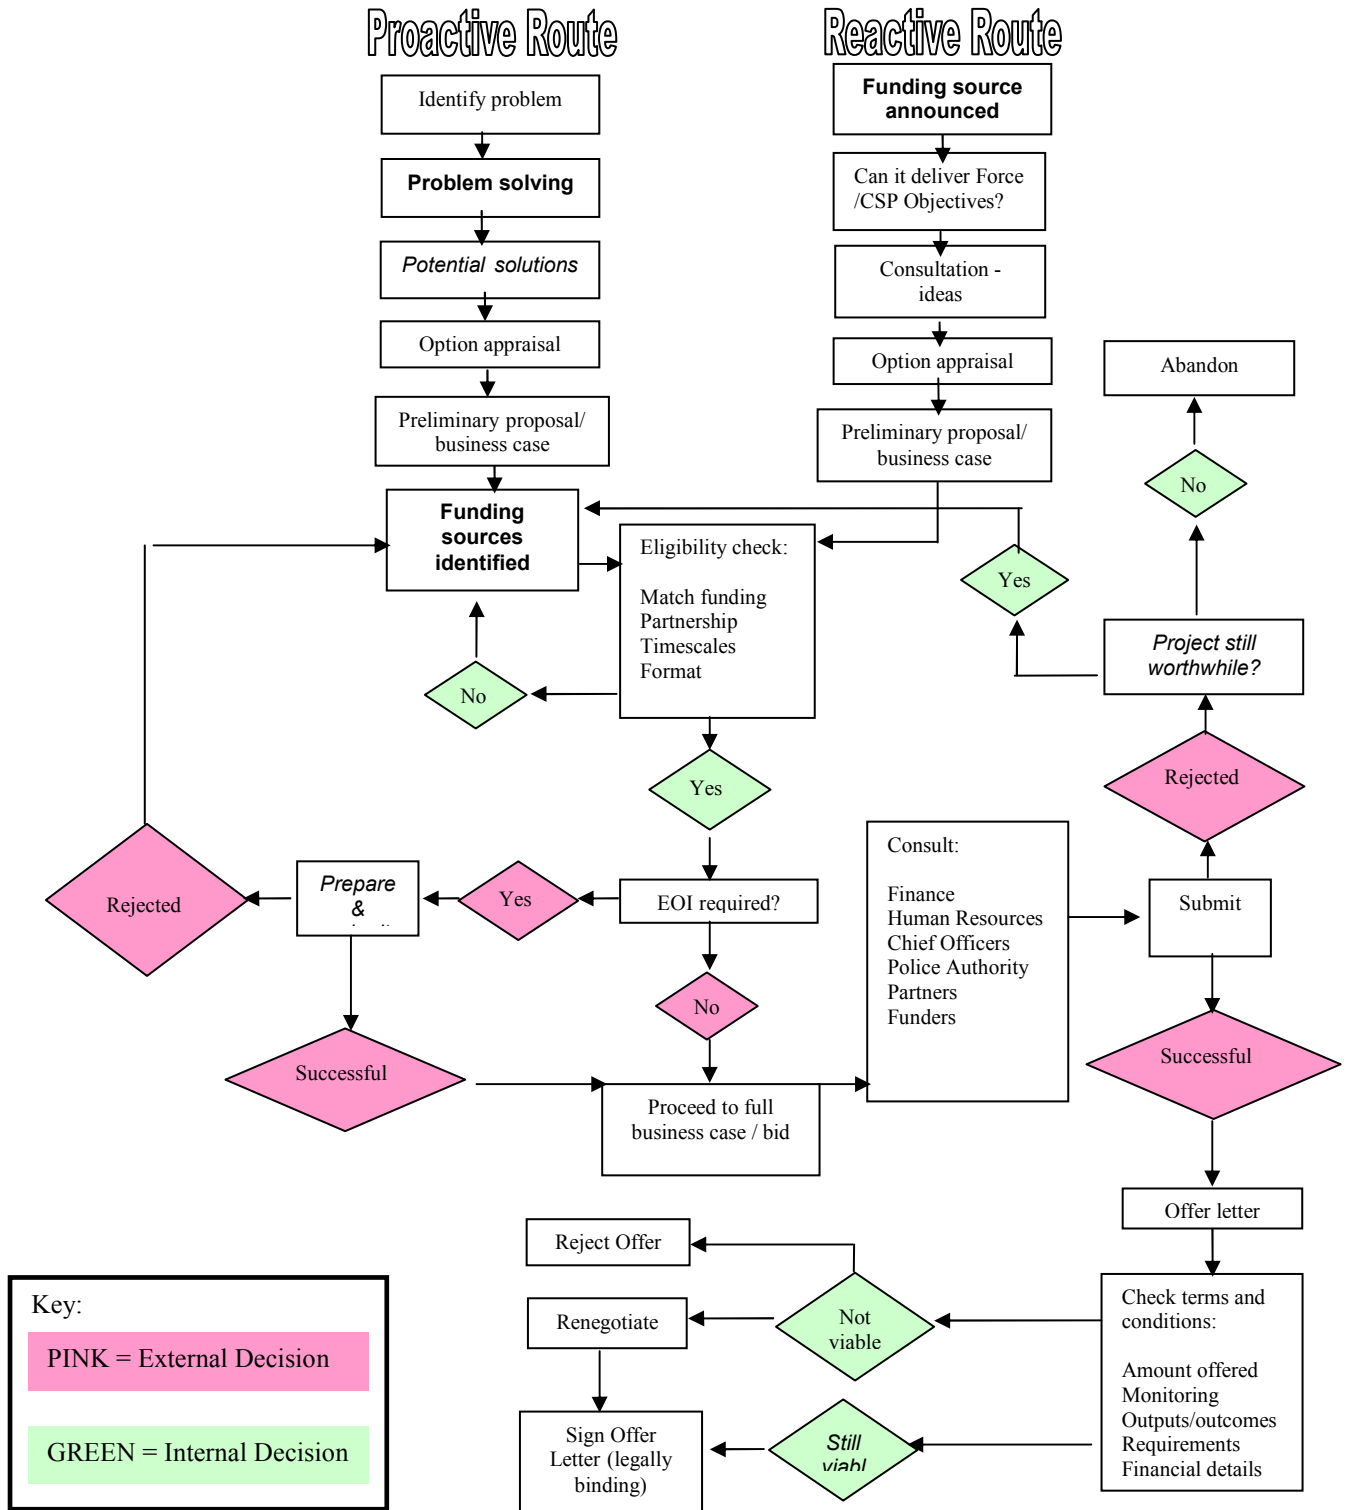 Proactive Route
Identify problem
Problem solving
Potential solutions
Option appraisal
Preliminary proposal/
business case
Funding
sources
identified
Reactive Route
Funding source
announced
Can it deliver Force
/CSP Objectives?
Consultation -
ideas
Option appraisal
Preliminary proposal/
business case
Eligibility check:
Match funding
Partnership
Timescales
Format
No
Yes
EOI required?
Yes
Prepare
&
Rejected
Successful
No
Proceed to full
business case / bid
Consult:
Finance
Human Resources
Chief Officers
Police Authority
Partners
Funders
Submit
Rejected
Project still
worthwhile?
Yes
No
Abandon
Successful
Offer letter
Check terms and
conditions:
Amount offered
Monitoring
Outputs/outcomes
Requirements
Financial details
Not
viable
Reject Offer
Renegotiate
Still
viabl
Sign Offer
Letter (legally
binding)
Key:
PINK = External Decision
GREEN = Internal Decision